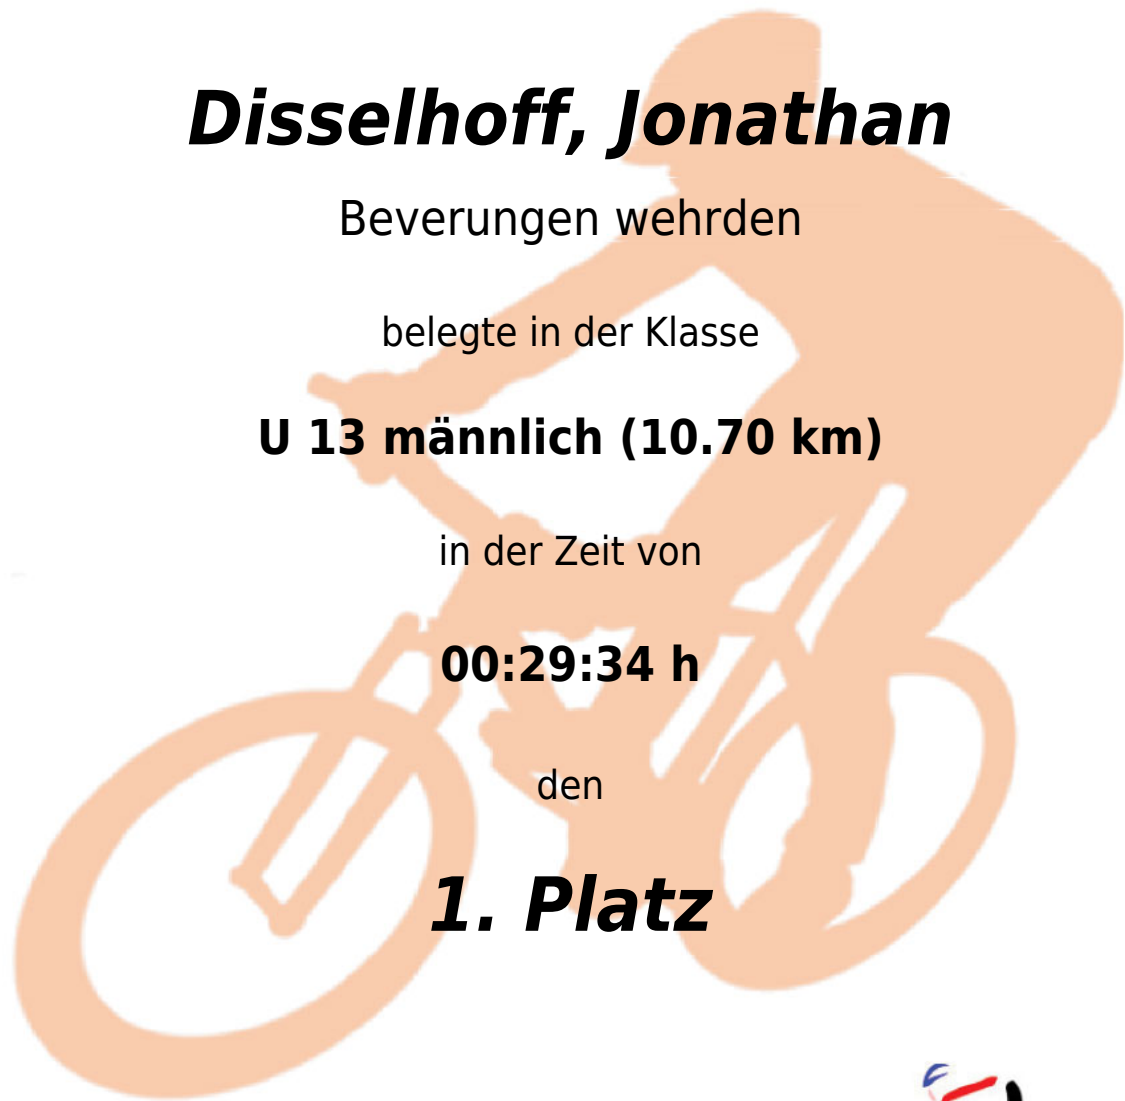 Disselhoff, Jonathan
Beverungen wehrden
belegte in der Klasse
U 13 männlich (10.70 km)
in der Zeit von
00:29:34 h
den
1. Platz